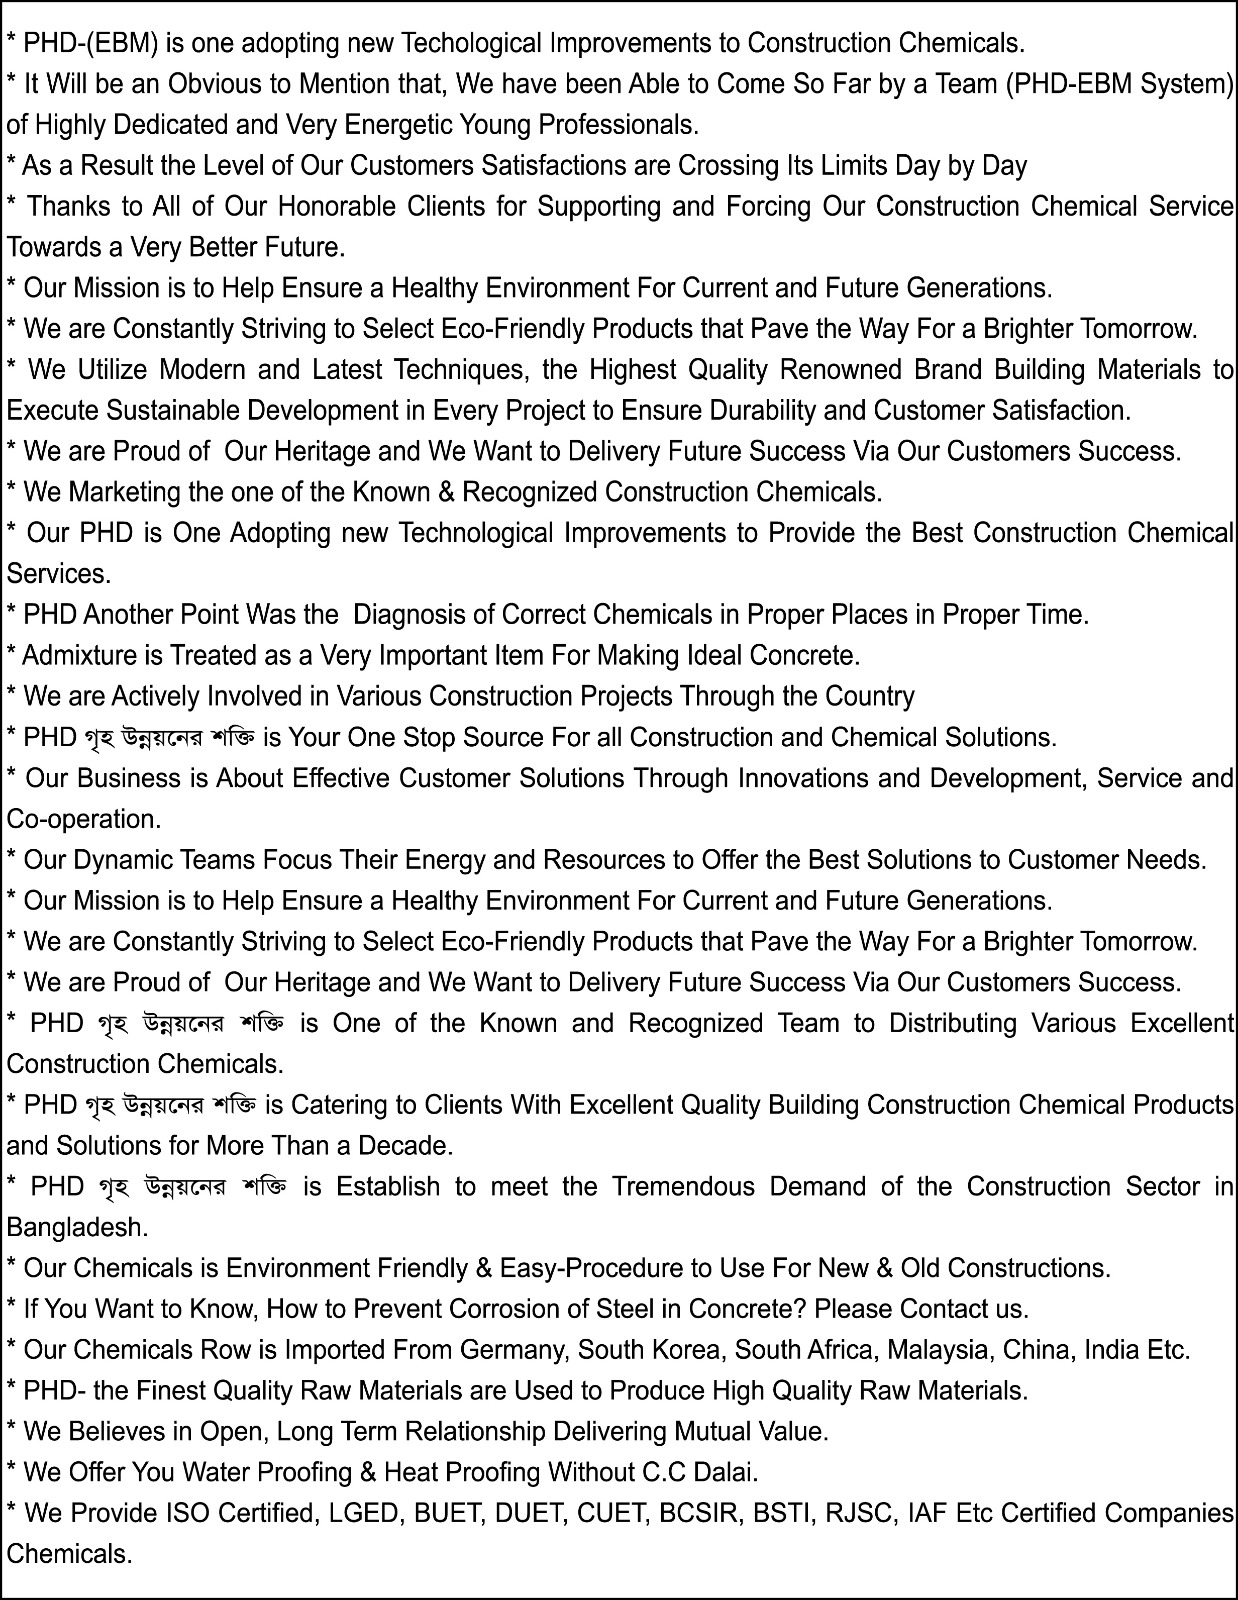 * PHD-(EBM) is one adopting new Techological Improvements to Construction Chemicals.
* It Will be an Obvious to Mention that, We have been Able to Come So Far by a Team (PHD-EBM System)
of Highly Dedicated and Very Energetic Young Professionals.
* As a Result the Level of Our Customers Satisfactions are Crossing Its Limits Day by Day
* Thanks to All of Our Honorable Clients for Supporting and Forcing Our Construction Chemical Service
Towards a Very Better Future.
* Our Mission is to Help Ensure a Healthy Environment For Current and Future Generations.
* We are Constantly Striving to Select Eco-Friendly Products that Pave the Way For a Brighter Tomorrow.
* We Utilize Modern and Latest Techniques, the Highest Quality Renowned Brand Building Materials to
Execute Sustainable Development in Every Project to Ensure Durability and Customer Satisfaction.
* We are Proud of  Our Heritage and We Want to Delivery Future Success Via Our Customers Success.
* We Marketing the one of the Known & Recognized Construction Chemicals.
* Our PHD is One Adopting new Technological Improvements to Provide the Best Construction Chemical
Services.
* PHD Another Point Was the  Diagnosis of Correct Chemicals in Proper Places in Proper Time.
* Admixture is Treated as a Very Important Item For Making Ideal Concrete.
* We are Actively Involved in Various Construction Projects Through the Country
* PHD গৃহ উন্নয়নের শক্তি is Your One Stop Source For all Construction and Chemical Solutions.
* Our Business is About Effective Customer Solutions Through Innovations and Development, Service and
Co-operation.
* Our Dynamic Teams Focus Their Energy and Resources to Offer the Best Solutions to Customer Needs.
* Our Mission is to Help Ensure a Healthy Environment For Current and Future Generations.
* We are Constantly Striving to Select Eco-Friendly Products that Pave the Way For a Brighter Tomorrow.
* We are Proud of  Our Heritage and We Want to Delivery Future Success Via Our Customers Success.
* PHD গৃহ উন্নয়নের শক্তি is One of the Known and Recognized Team to Distributing Various Excellent
Construction Chemicals.
* PHD গৃহ উন্নয়নের শক্তি is Catering to Clients With Excellent Quality Building Construction Chemical Products
and Solutions for More Than a Decade.
* PHD গৃহ উন্নয়নের শক্তি is Establish to meet the Tremendous Demand of the Construction Sector in
Bangladesh.
* Our Chemicals is Environment Friendly & Easy-Procedure to Use For New & Old Constructions.
* If You Want to Know, How to Prevent Corrosion of Steel in Concrete? Please Contact us.
* Our Chemicals Row is Imported From Germany, South Korea, South Africa, Malaysia, China, India Etc.
* PHD- the Finest Quality Raw Materials are Used to Produce High Quality Raw Materials.
* We Believes in Open, Long Term Relationship Delivering Mutual Value.
* We Offer You Water Proofing & Heat Proofing Without C.C Dalai.
* We Provide ISO Certified, LGED, BUET, DUET, CUET, BCSIR, BSTI, RJSC, IAF Etc Certified Companies
Chemicals.